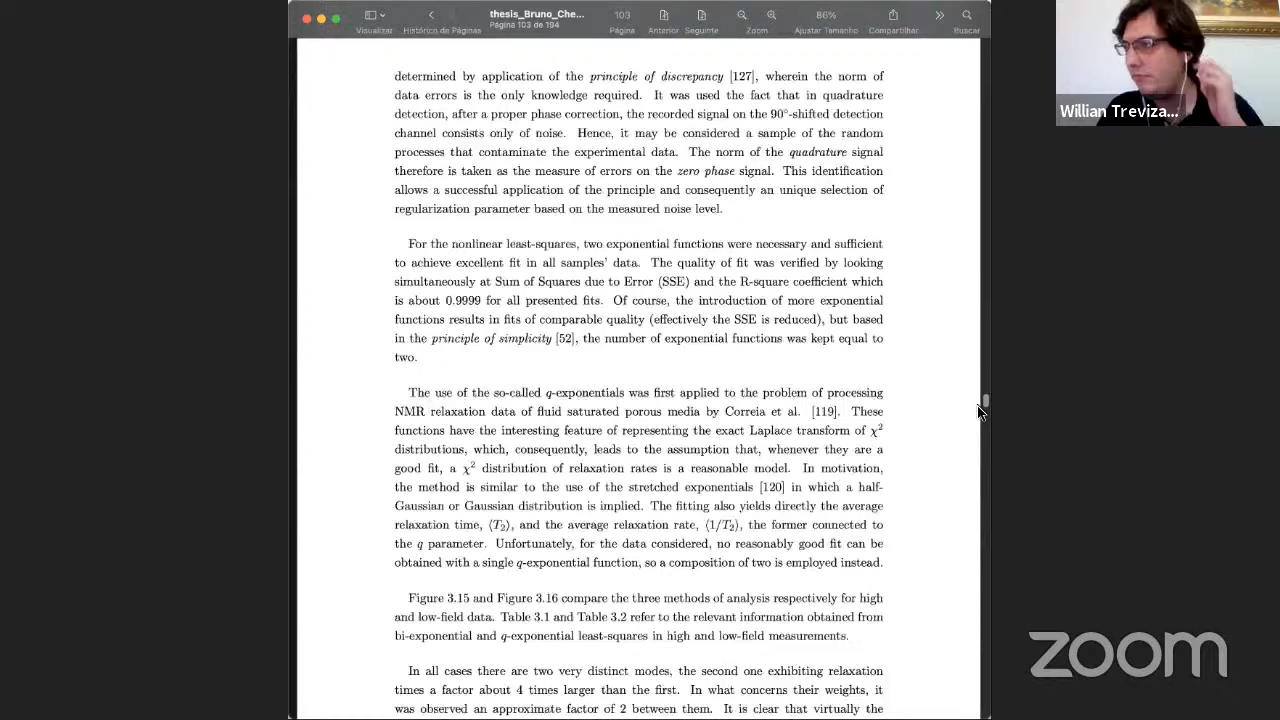 thesis_Bruno_Che...
Página 103 de 194
103
86%
Visualizar
Histórico de Páginas
Página
Anterior
Seguinte
Zoom
Ajustar Tamanho
Compartilhar
Buscar
Willian Treviza...
determined by application of the principle of discrepancy [127], wherein the norm of
data errors is the only knowledge required. It was used the fact that in quadrature
detection, after a proper phase correction, the recorded signal on the 90°-shifted detection
channel consists only of noise. Hence, it may be considered a sample of the random
processes that contaminate the experimental data. The norm of the quadrature signal
therefore is taken as the measure of errors on the zero phase signal. This identification
allows a successful application of the principle and consequently an unique selection of
regularization parameter based on the measured noise level.
For the nonlinear least-squares, two exponential functions were necessary and sufficient
to achieve excellent fit in all samples' data. The quality of fit was verified by looking
simultaneously at Sum of Squares due to Error (SSE) and the R-square coefficient which
is about 0.9999 for all presented fits. Of course, the introduction of more exponential
functions results in fits of comparable quality (effectively the SSE is reduced), but based
in the principle of simplicity [52], the number of exponential functions was kept equal to
two.
The use of the so-called q-exponentials was first applied to the problem of processing
NMR relaxation data of fluid saturated porous media by Correia et al. [119]. These
functions have the interesting feature of representing the exact Laplace transform of χ²
distributions, which, consequently, leads to the assumption that, whenever they are a
good fit, a χ² distribution of relaxation rates is a reasonable model. In motivation,
the method is similar to the use of the stretched exponentials [120] in which a half-
Gaussian or Gaussian distribution is implied. The fitting also yields directly the average
relaxation time, ⟨T₂⟩, and the average relaxation rate, ⟨1/T₂⟩, the former connected to
the q parameter. Unfortunately, for the data considered, no reasonably good fit can be
obtained with a single q-exponential function, so a composition of two is employed instead.
Figure 3.15 and Figure 3.16 compare the three methods of analysis respectively for high
and low-field data. Table 3.1 and Table 3.2 refer to the relevant information obtained from
bi-exponential and q-exponential least-squares in high and low-field measurements.
In all cases there are two very distinct modes, the second one exhibiting relaxation
times a factor about 4 times larger than the first. In what concerns their weights, it
was observed an approximate factor of 2 between them. It is clear that virtually the
zoom